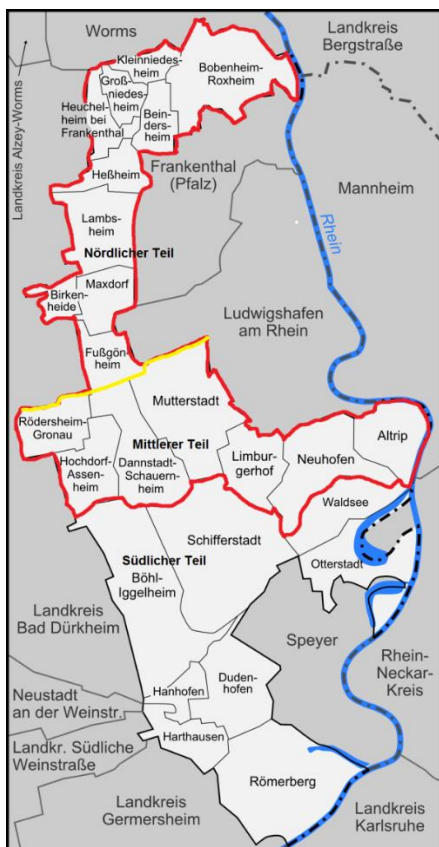 Worms
Landkreis
Bergstraße
Landkreis Alzey-Worms
Kleinniedes-
heim
Groß-
niedes-
heim
Bobenheim-
Roxheim
Heuchel-
heim bei
Frankenthal
Bein-
ders-
heim
Heßheim
Frankenthal
(Pfalz)
Mannheim
Lambs-
heim
Rhein
Nördlicher Teil
Maxdorf
Birken-
heide
Ludwigshafen
am Rhein
Fußgön-
heim
Mutterstadt
Rödersheim-
Gronau
Mittlerer Teil
Altrip
Hochdorf-
Assen-
heim
Dannstadt-
Schauern-
heim
Limbur-
gerhof
Neuhofen
Waldsee
Schifferstadt
Südlicher Teil
Böhl-
Iggelheim
Otterstadt
Landkreis
Bad Dürkheim
Speyer
Rhein-
Neckar-
Kreis
Neustadt
an der Weinstr.
Hanhofen
Duden-
hofen
Harthausen
Landkr. Südliche
Weinstraße
Römerberg
Landkreis
Germersheim
Landkreis
Karlsruhe